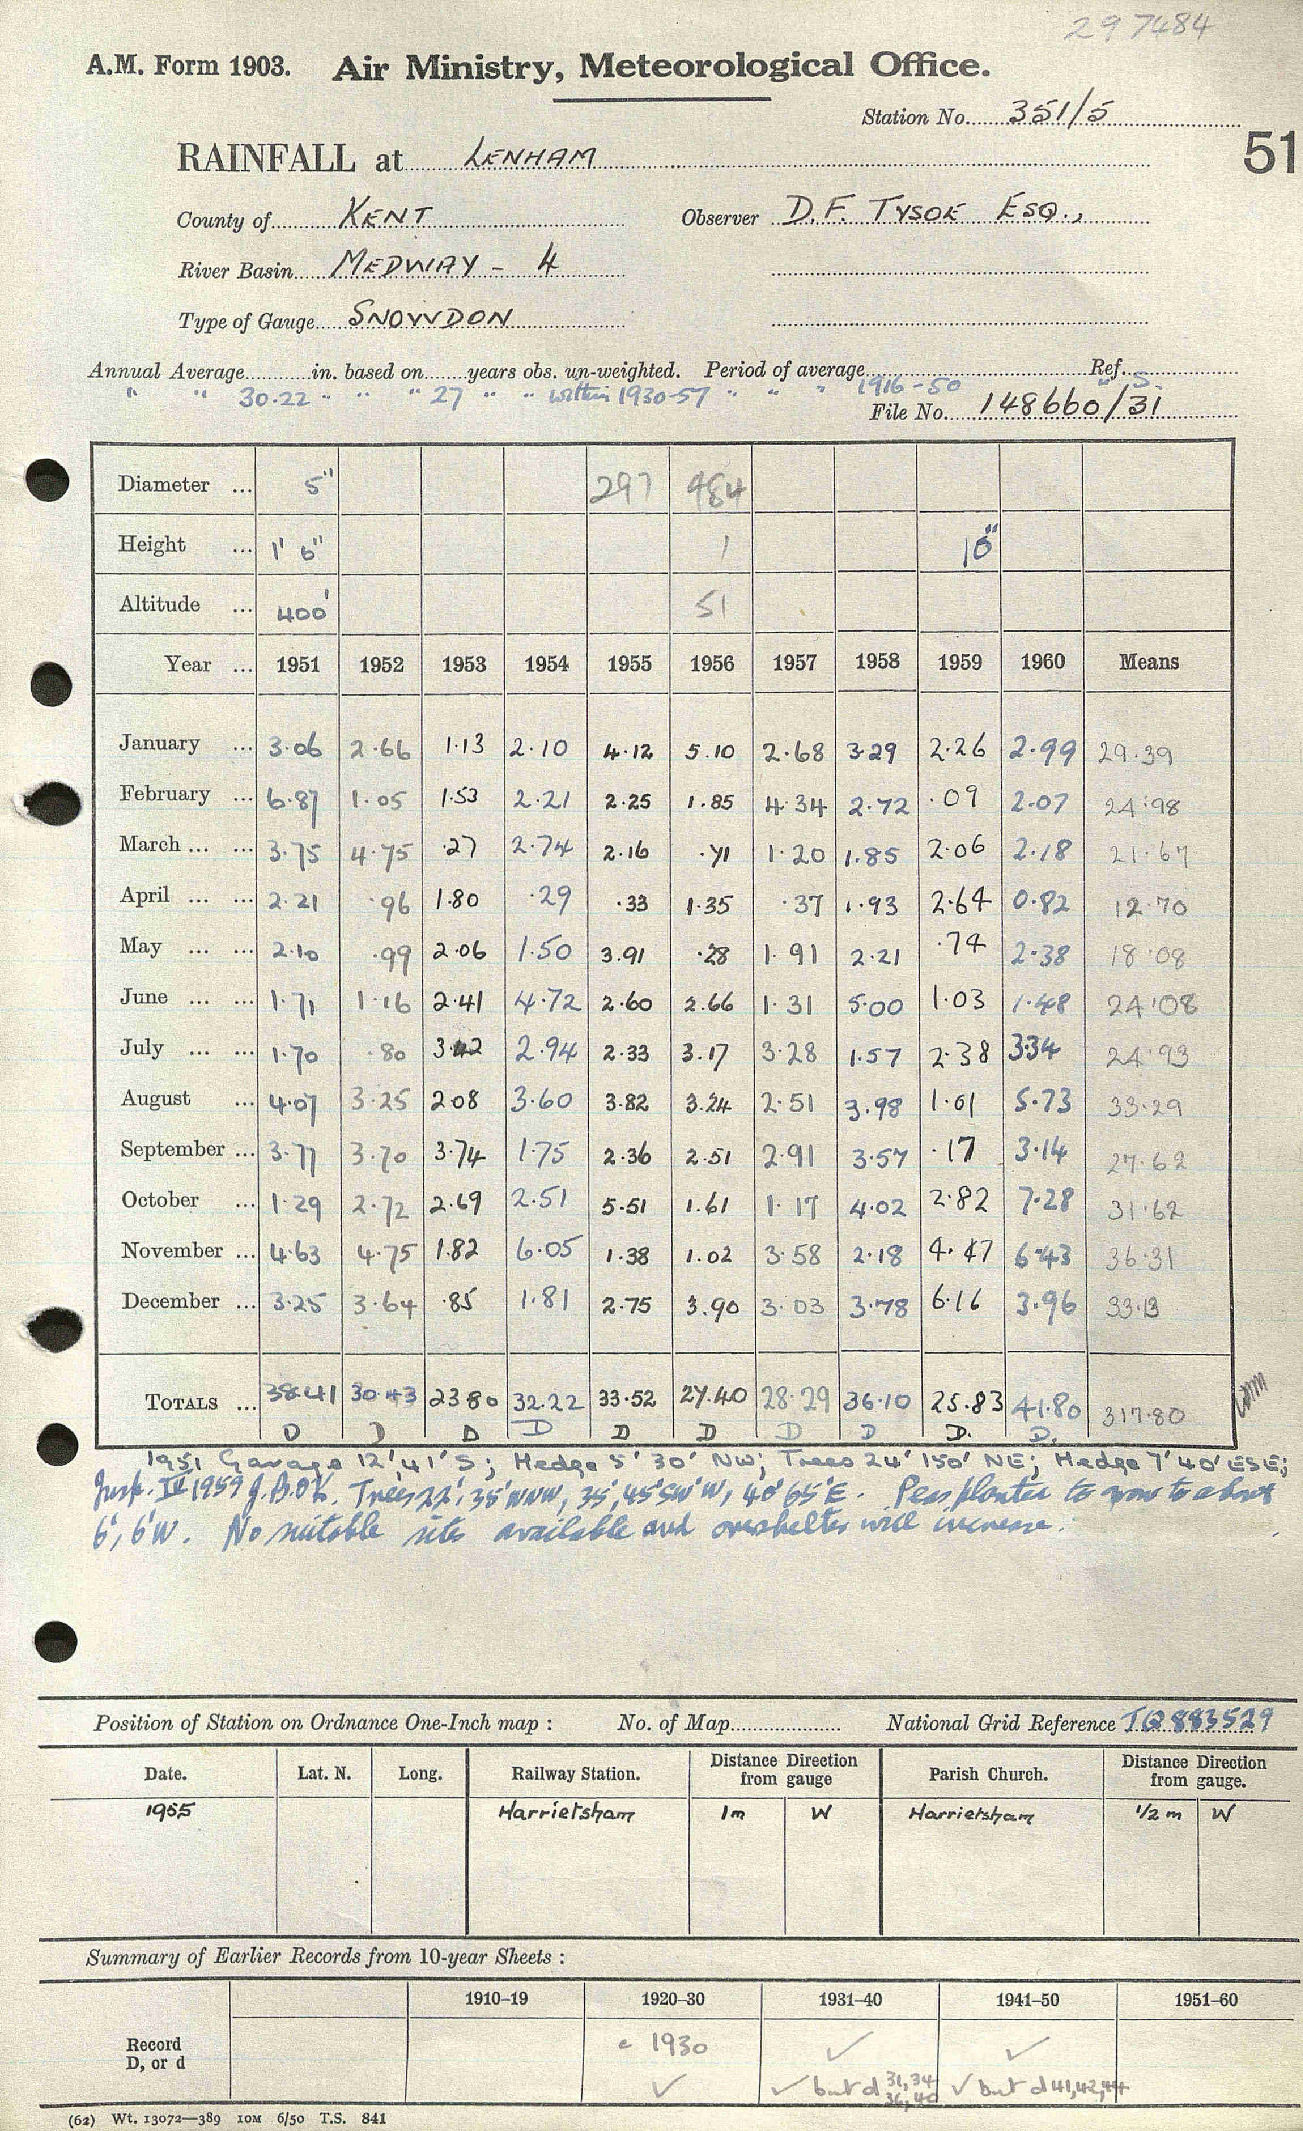 297484
A.M. Form 1903. Air Ministry, Meteorological Office.
Station No. 351/5
51
RAINFALL at LENHAM
County of KENT Observer D.F. TYSOE ESQ.,
River Basin MEDWAY - 4
Type of Gauge SNOWDON
Annual Average in. based on years obs. un-weighted. Period of average Ref.
" " 30.22 " " " 27 " " within 1930-57 " " " 1916-50 " S.
File No. 148660/31
Diameter ... 5" 297 484
Height ... 1' 6" 1 10"
Altitude ... 400' 51
Year ... 1951 1952 1953 1954 1955 1956 1957 1958 1959 1960 Means
January ... 3.06 2.66 1.13 2.10 4.12 5.10 2.68 3.29 2.26 2.99 29.39
February ... 6.87 1.05 1.53 2.21 2.25 1.85 4.34 2.72 .09 2.07 24.98
March ... ... 3.75 4.75 .27 2.74 2.16 .71 1.20 1.85 2.06 2.18 21.67
April ... ... 2.21 .96 1.80 .29 .33 1.35 .37 1.93 2.64 0.82 12.70
May ... ... 2.10 .99 2.06 1.50 3.91 .28 1.91 2.21 .74 2.38 18.08
June ... ... 1.71 1.16 2.41 4.72 2.60 2.66 1.31 5.00 1.03 1.48 24.08
July ... ... 1.70 .80 3.42 2.94 2.33 3.17 3.28 1.57 2.38 3.34 24.93
August ... 4.07 3.25 2.08 3.60 3.82 3.24 2.51 3.98 1.01 5.73 33.29
September ... 3.77 3.70 3.74 1.75 2.36 2.51 2.91 3.57 .17 3.14 27.62
October ... 1.29 2.72 2.69 2.51 5.51 1.61 1.17 4.02 2.82 7.28 31.62
November ... 4.63 4.75 1.82 6.05 1.38 1.02 3.58 2.18 4.47 6.43 36.31
December ... 3.25 3.64 .85 1.81 2.75 3.90 3.03 3.78 6.16 3.96 33.13
TOTALS ... 38.41 30.43 23.80 32.22 33.52 27.40 28.29 36.10 25.83 41.80 317.80
D D D D D D D D D. D.
1951 Garage 12', 41' S; Hedge 5' 30' NW; Trees 24' 150' NE; Hedge 7' 40' ESE;
Insp. IX 1959 Trees 22', 35' WNW, 35', 45' SW'W, 40' 65' E. Peas planted to grow to about
6', 6' W. No suitable site available and overshelter will increase.
Position of Station on Ordnance One-Inch map : No. of Map National Grid Reference TQ 883529
Date. Lat. N. Long. Railway Station. Distance Direction from gauge Parish Church. Distance Direction from gauge.
1955 Harrietsham 1m W Harrietsham 1/2 m W
Summary of Earlier Records from 10-year Sheets :
1910–19 1920–30 1931–40 1941–50 1951–60
Record
D, or d
c 1930 ✓ ✓
✓ ✓ but d 31, 34 36, 40 ✓ but d 41, 42, 44
(62) Wt. 13072—389 10M 6/50 T.S. 841